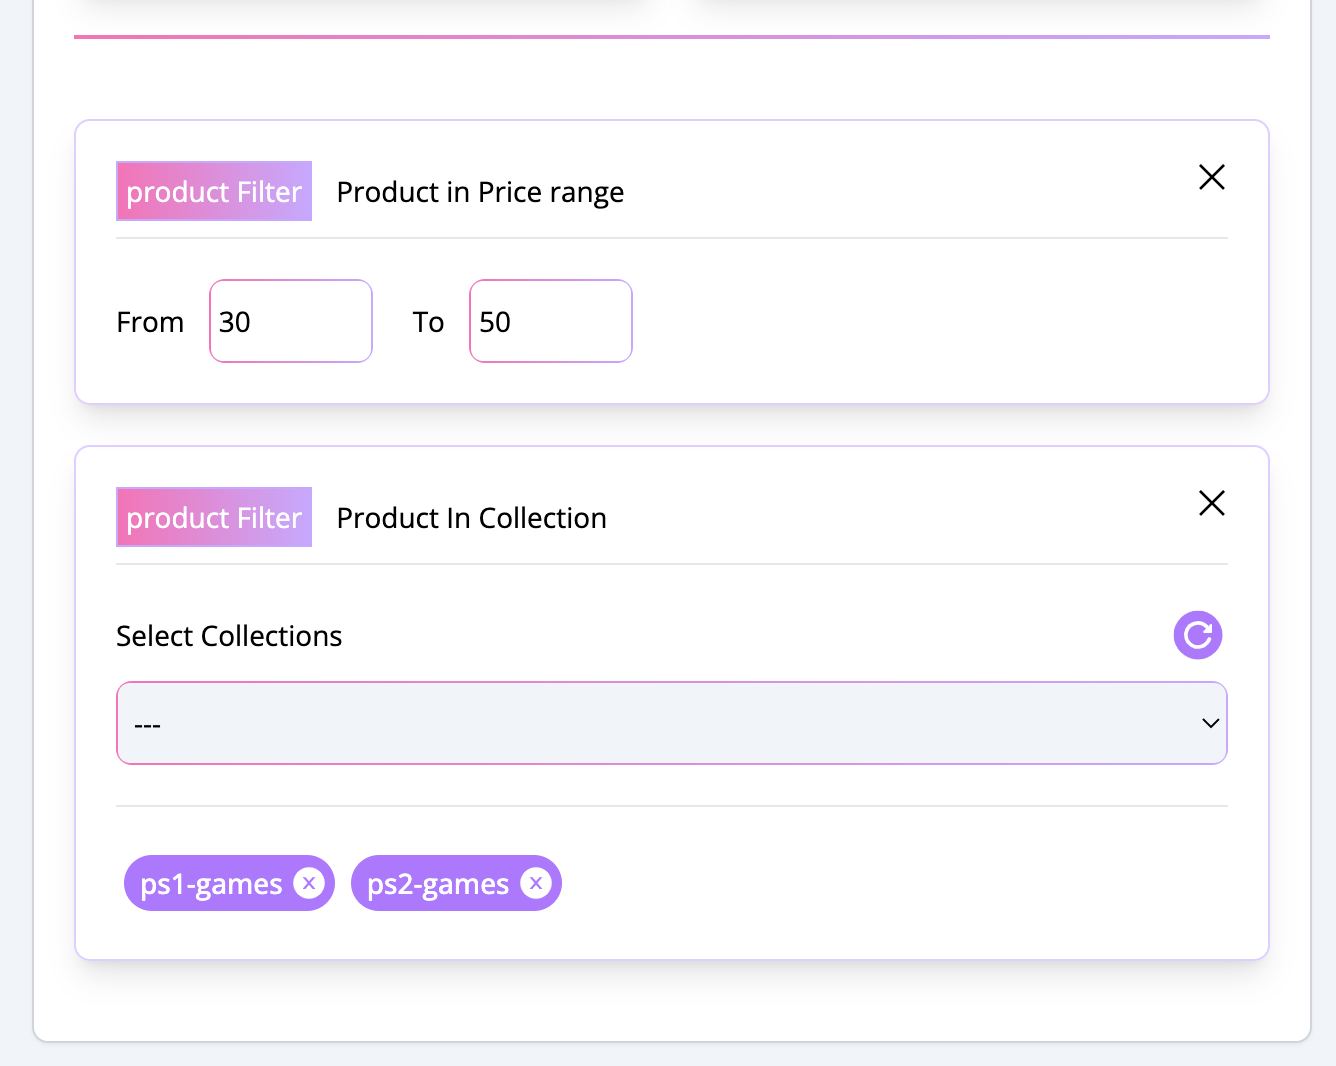 product Filter Product in Price range
From 30 To 50
product Filter Product In Collection
Select Collections
---
ps1-games ps2-games